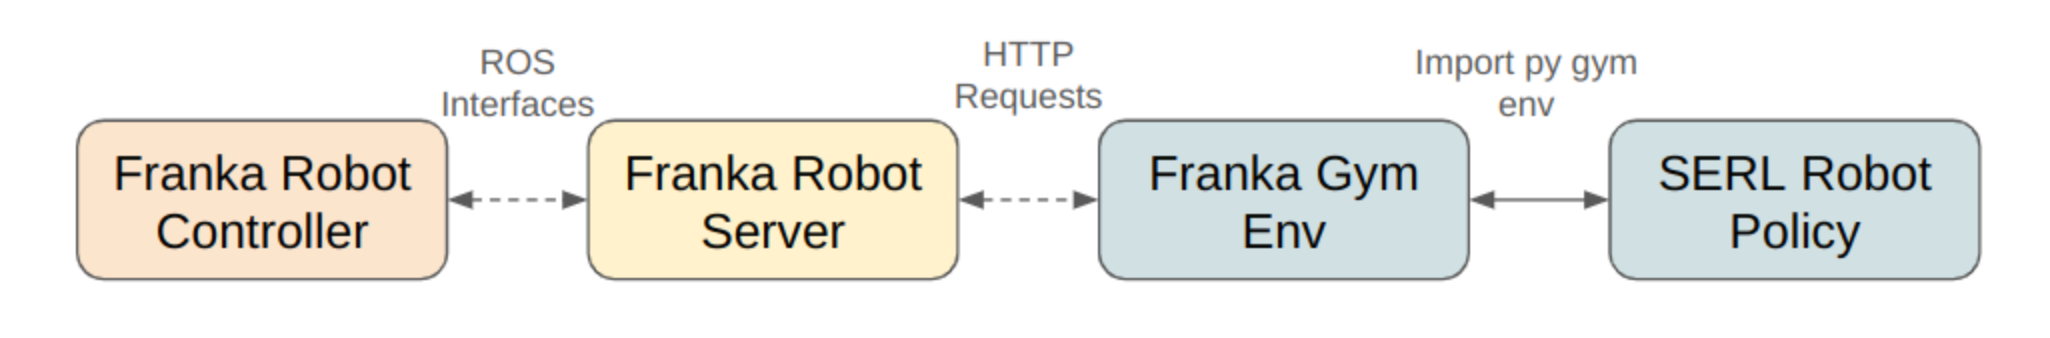 ROS
Interfaces
HTTP
Requests
Import py gym
env
Franka Robot
Controller
Franka Robot
Server
Franka Gym
Env
SERL Robot
Policy